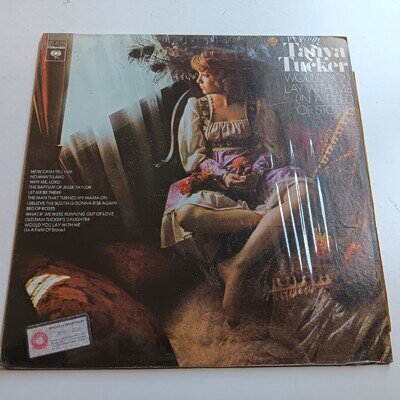 Columbia
Tanya
Tucker
WOULD YOU
LAY WITH ME
(IN A FIELD
OF STONE)
HOW CAN I TELL HIM
NO MAN'S LAND
WHY ME, LORD
THE BAPTISM OF JESSE TAYLOR
LET ME BE THERE
THE MAN THAT TURNED MY MAMA ON
I BELIEVE THE SOUTH IS GONNA RISE AGAIN
BED OF ROSES
WHAT IF WE WERE RUNNING OUT OF LOVE
OLD DAN TUCKER'S DAUGHTER
WOULD YOU LAY WITH ME
(In A Field Of Stone)